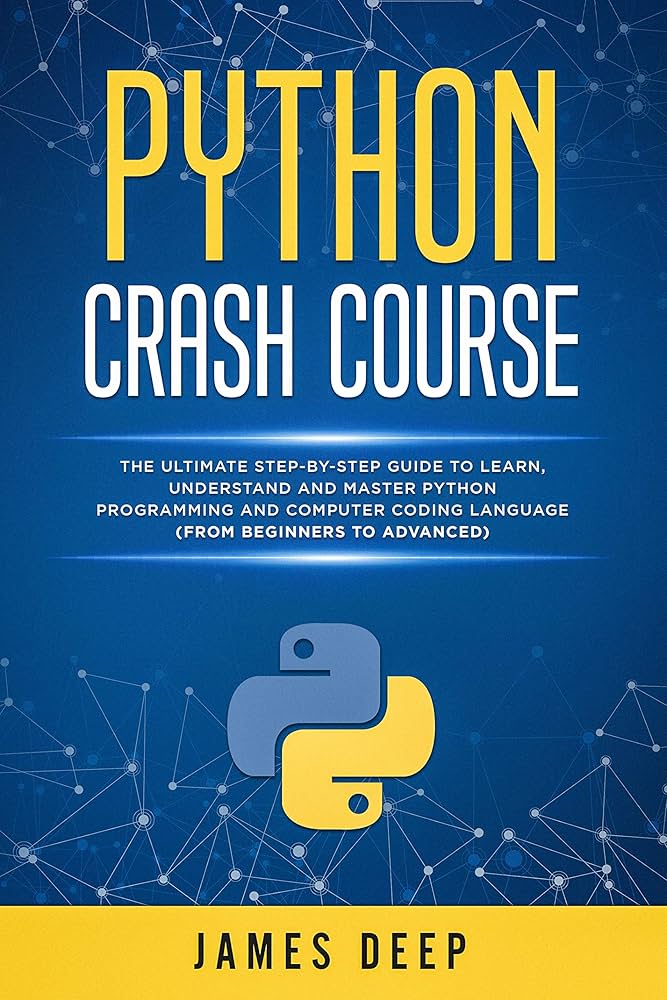 PYTHON
CRASH COURSE
THE ULTIMATE STEP-BY-STEP GUIDE TO LEARN,
UNDERSTAND AND MASTER PYTHON
PROGRAMMING AND COMPUTER CODING LANGUAGE
(FROM BEGINNERS TO ADVANCED)
JAMES DEEP